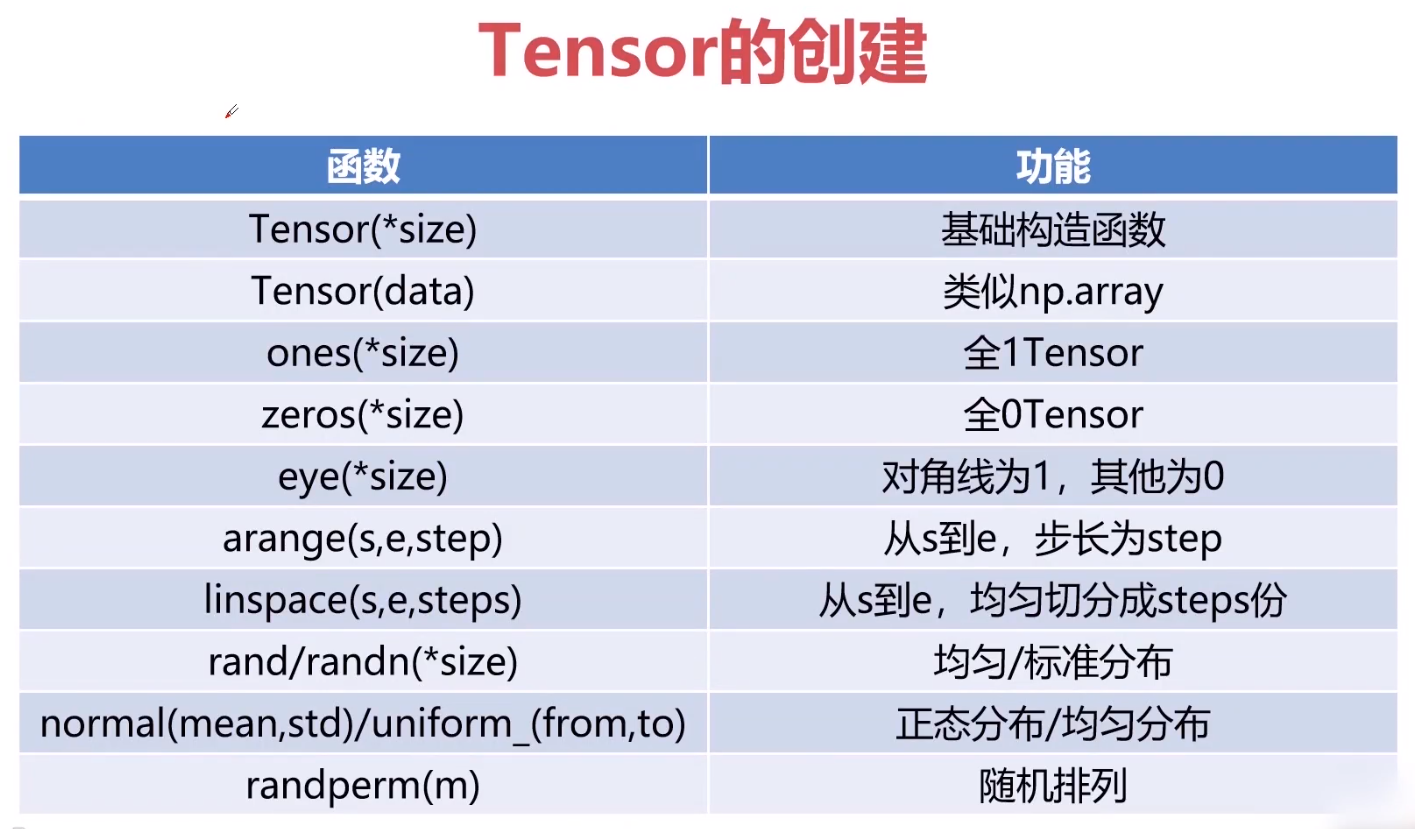 Tensor的创建
函数 功能
Tensor(*size) 基础构造函数
Tensor(data) 类似np.array
ones(*size) 全1Tensor
zeros(*size) 全0Tensor
eye(*size) 对角线为1，其他为0
arange(s,e,step) 从s到e，步长为step
linspace(s,e,steps) 从s到e，均匀切分成steps份
rand/randn(*size) 均匀/标准分布
normal(mean,std)/uniform_(from,to) 正态分布/均匀分布
randperm(m) 随机排列